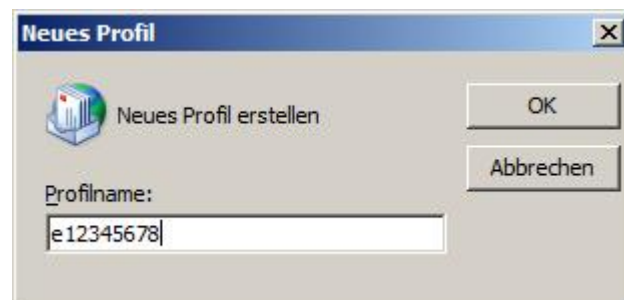 Neues Profil
Neues Profil erstellen
OK
Abbrechen
Profilname:
e12345678